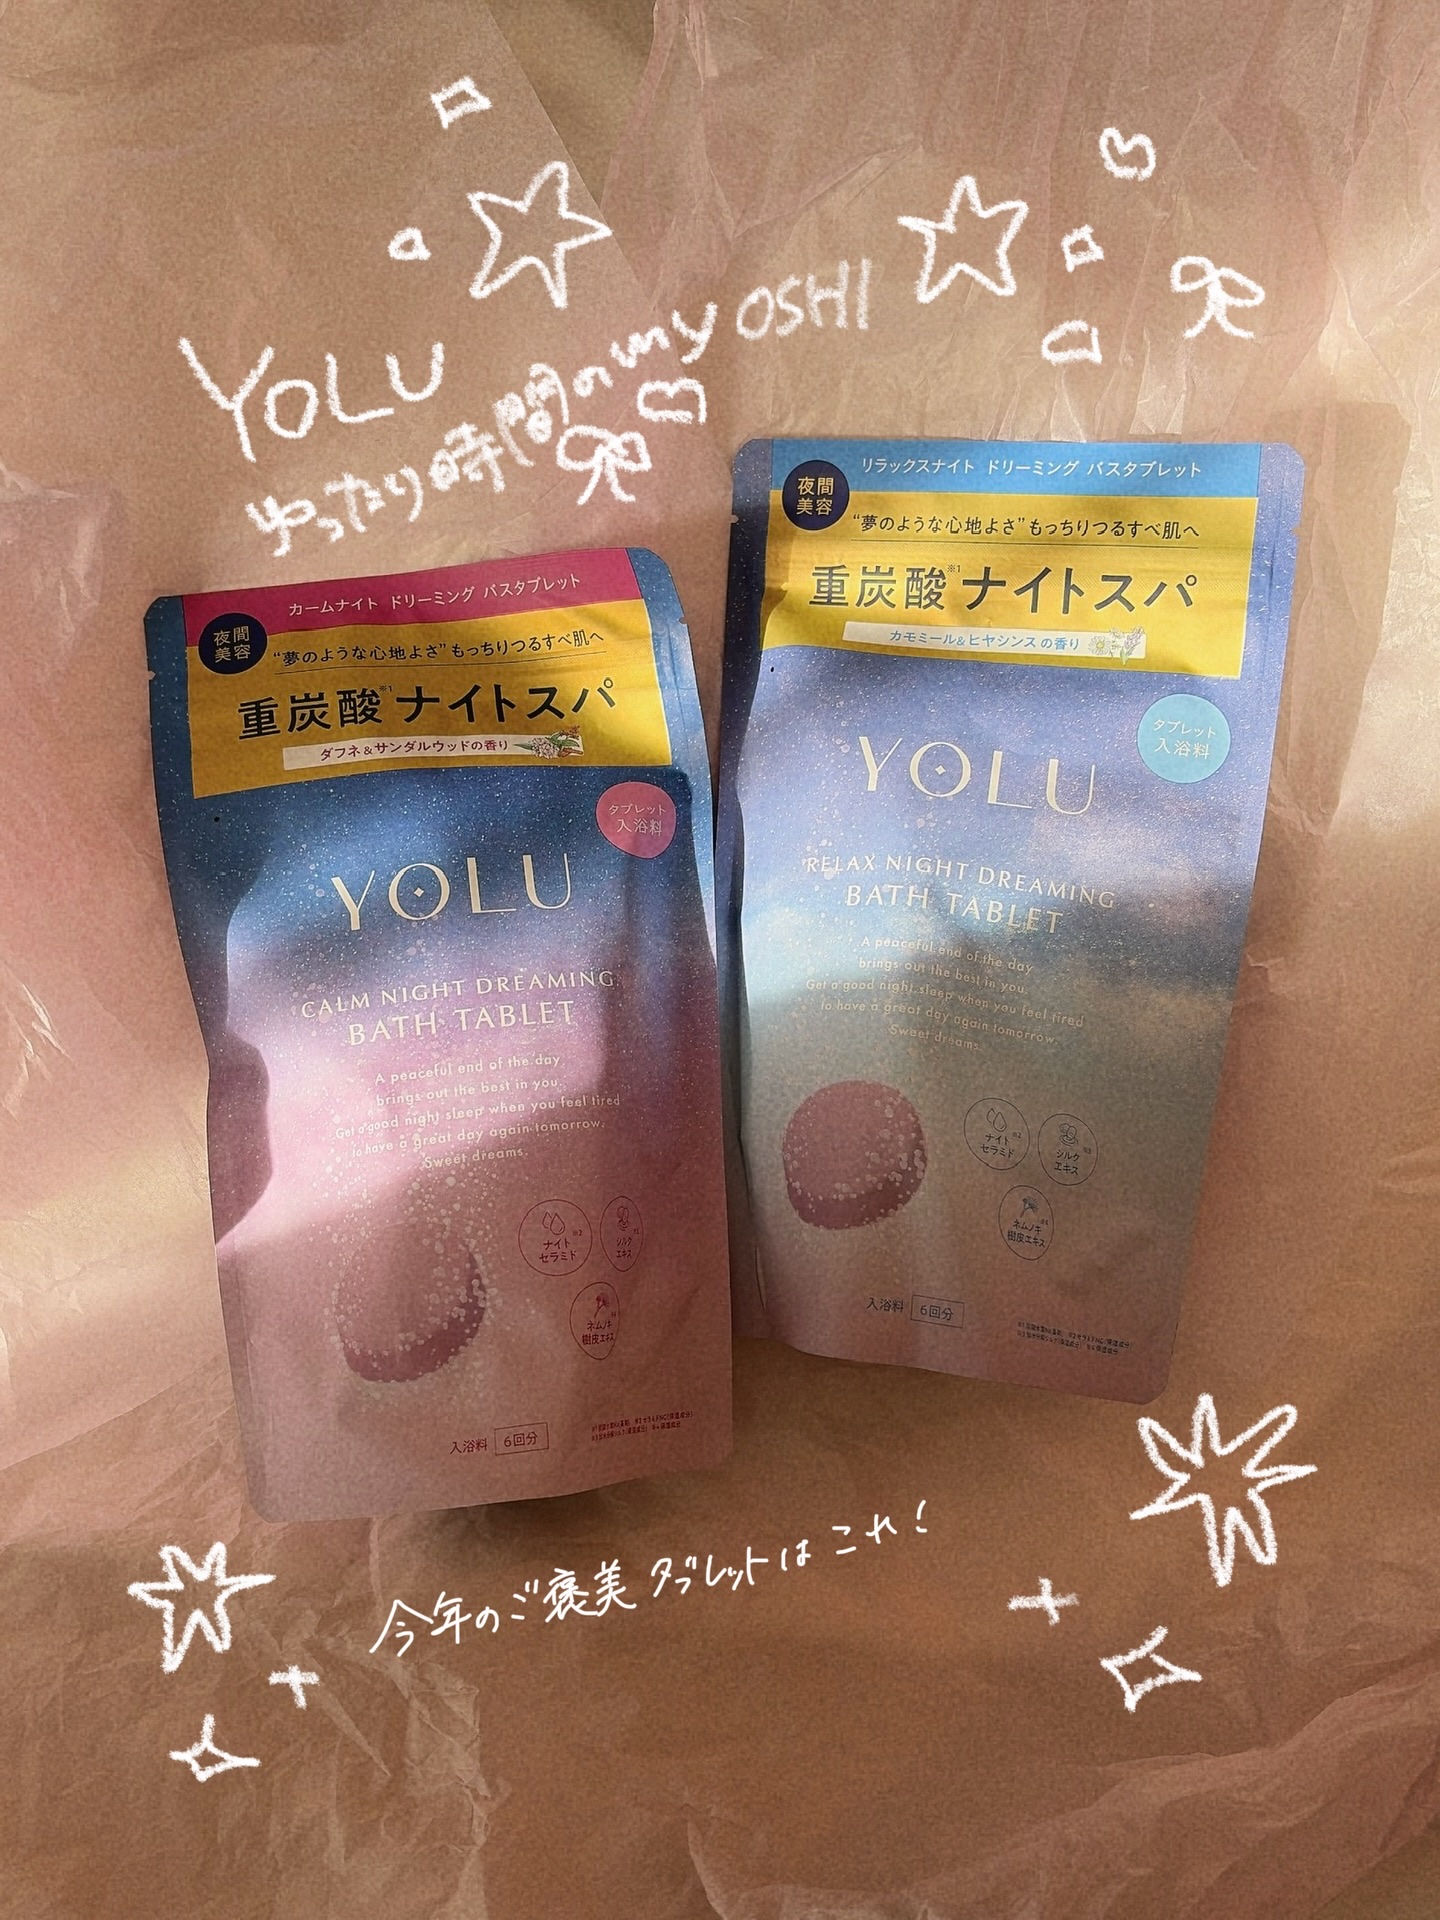 YOLU
ゆったり時間のmy OSHI
カームナイト ドリーミング バスタブレット
夜間
美容
"夢のような心地よさ"もっちりつるすべ肌へ
重炭酸※1ナイトスパ
ダフネ&サンダルウッドの香り
タブレット
入浴料
YOLU
CALM NIGHT DREAMING
BATH TABLET
A peaceful end of the day
brings out the best in you.
Get a good night sleep when you feel tired
to have a great day again tomorrow.
Sweet dreams.
ナイト※2
セラミド
シルク※3
エキス
ネムノキ※4
樹皮エキス
入浴料 6回分
リラックスナイト ドリーミング バスタブレット
夜間
美容
"夢のような心地よさ"もっちりつるすべ肌へ
重炭酸※1ナイトスパ
カモミール&ヒヤシンスの香り
タブレット
入浴料
YOLU
RELAX NIGHT DREAMING
BATH TABLET
A peaceful end of the day
brings out the best in you.
Get a good night sleep when you feel tired
to have a great day again tomorrow.
Sweet dreams.
ナイト※2
セラミド
シルク※3
エキス
ネムノキ※4
樹皮エキス
入浴料 6回分
今年のご褒美タブレットはこれ!